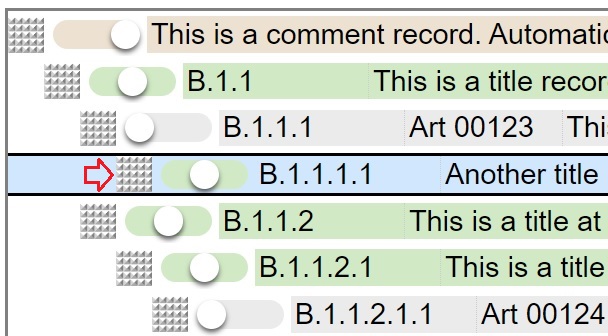 This is a comment record. Automatic
B.1.1 This is a title recor
B.1.1.1 Art 00123 This
B.1.1.1.1 Another title
B.1.1.2 This is a title at
B.1.1.2.1 This is a title
B.1.1.2.1.1 Art 00124